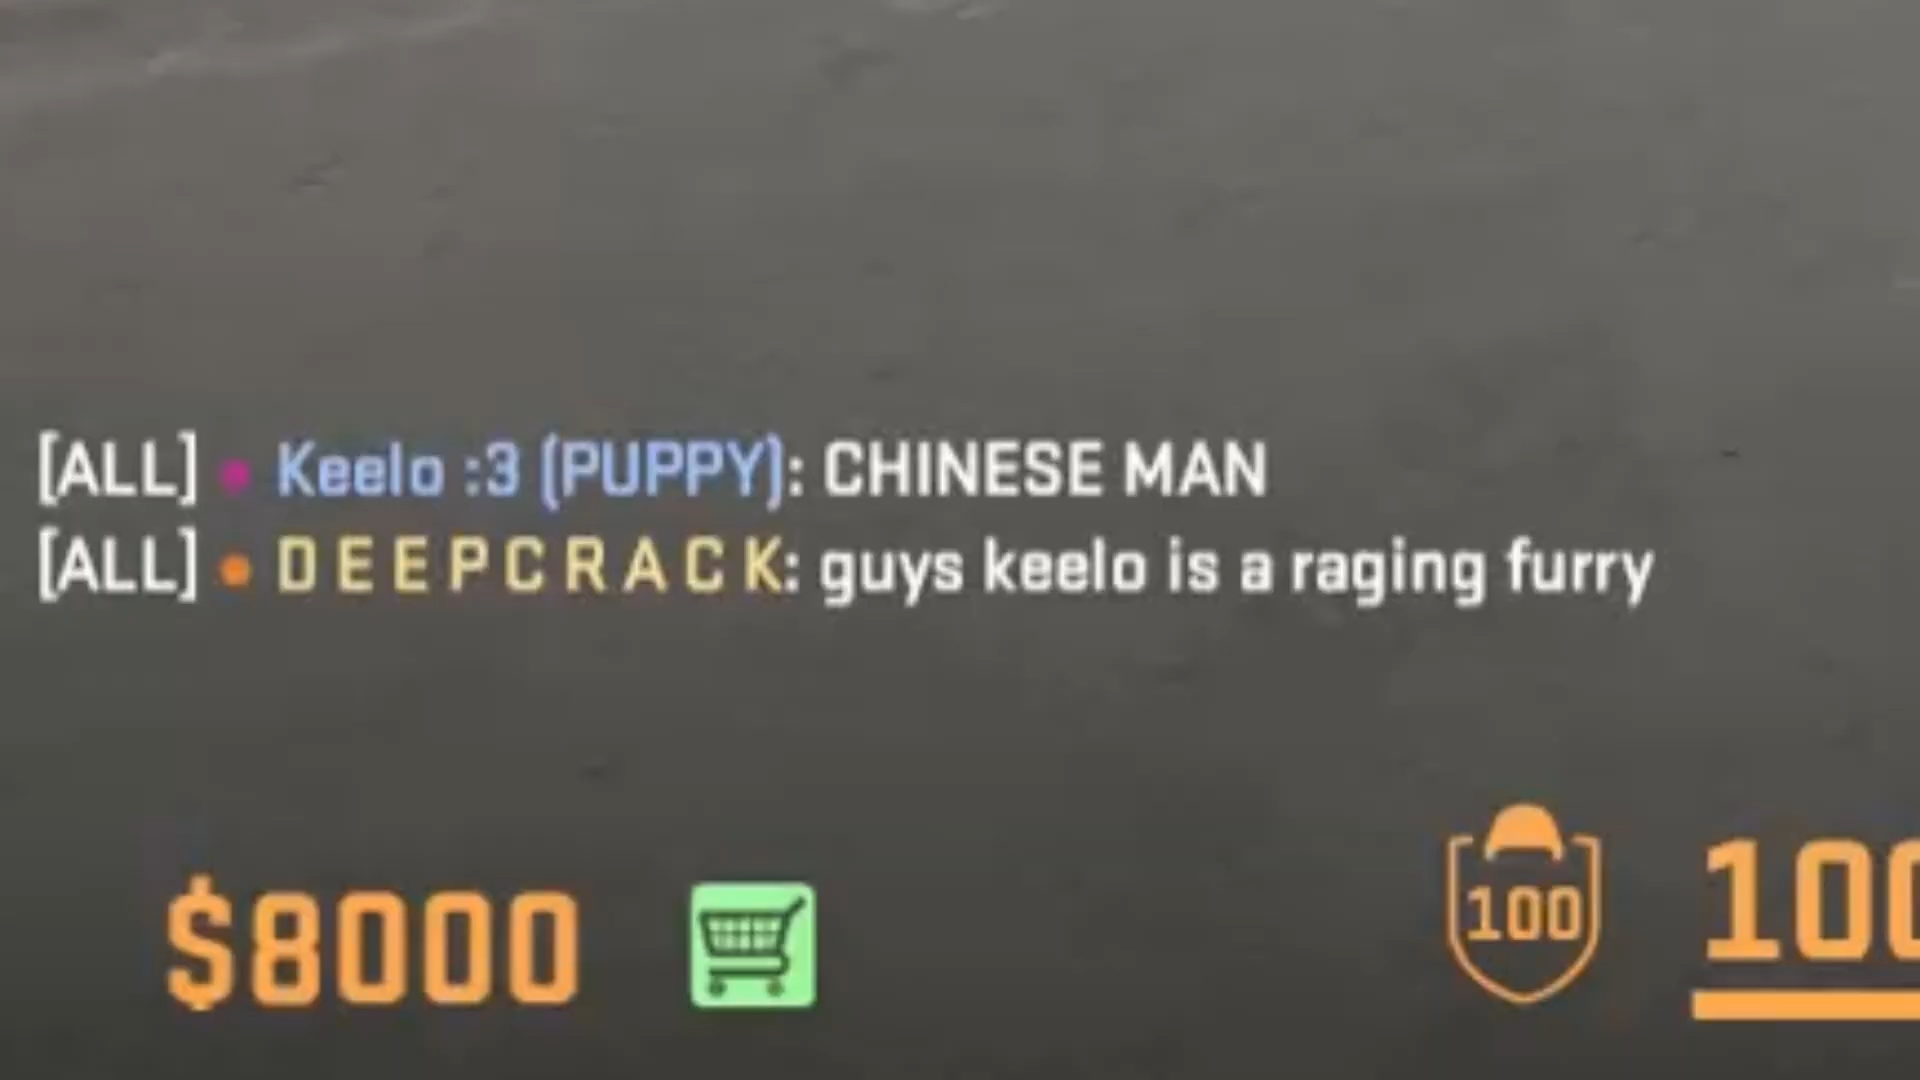 [ALL] • Keelo :3 (PUPPY): CHINESE MAN
[ALL] • D E E P C R A C K: guys keelo is a raging furry
$8000
100
100